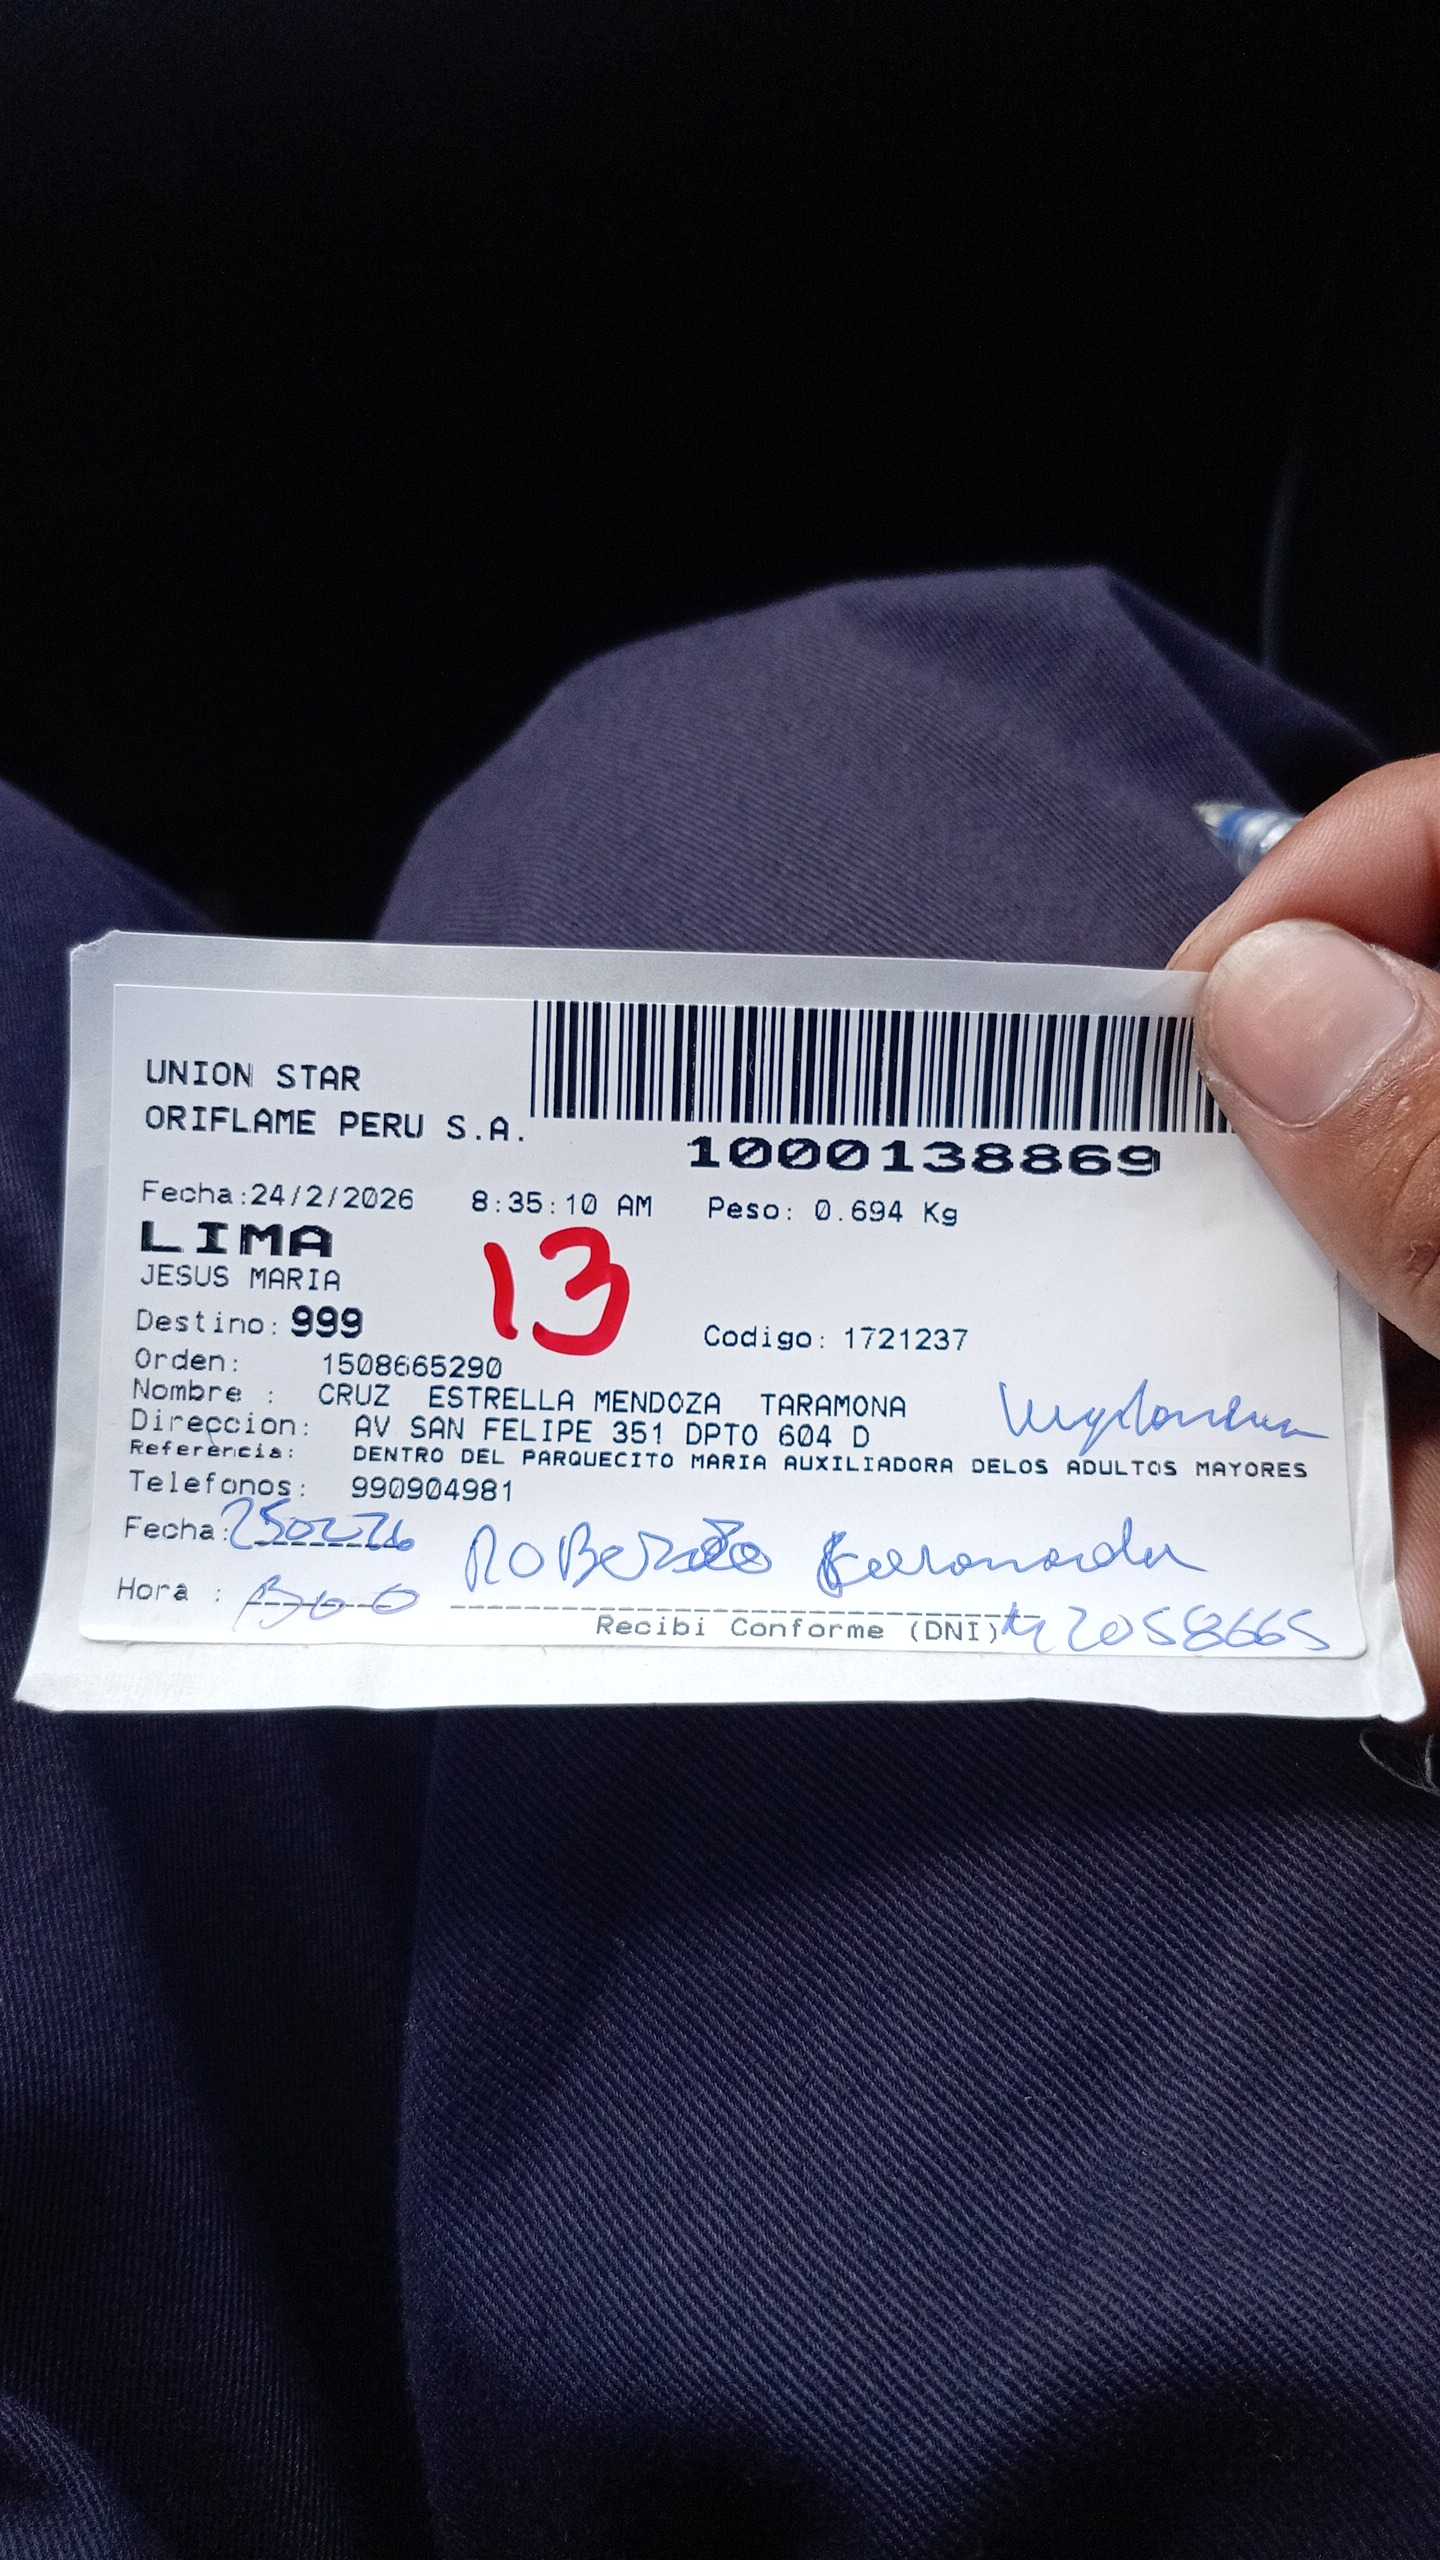 UNION STAR
ORIFLAME PERU S.A.
1000138869
Fecha:24/2/2026 8:35:10 AM Peso: 0.694 Kg
LIMA
JESUS MARIA
13
Destino: 999 Codigo: 1721237
Orden: 1508665290
Nombre : CRUZ ESTRELLA MENDOZA TARAMONA
Direccion: AV SAN FELIPE 351 DPTO 604 D
Referencia: DENTRO DEL PARQUECITO MARIA AUXILIADORA DELOS ADULTOS MAYORES
Telefonos: 990904981
Fecha: 250226
Hora :
Recibi Conforme (DNI) 42058665